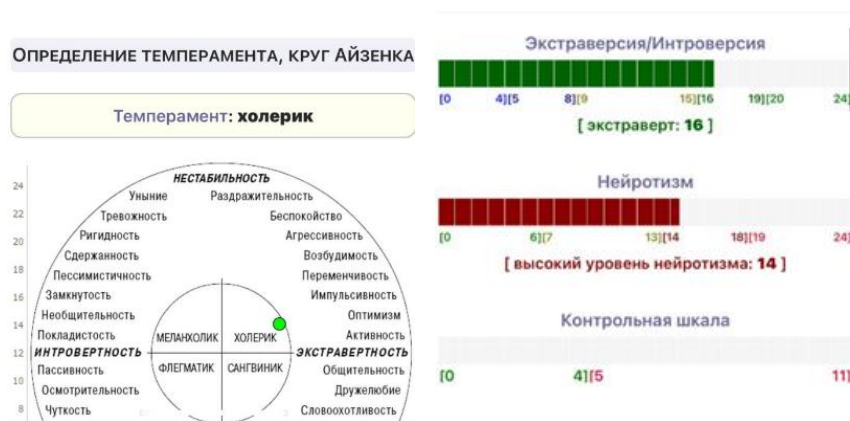 ОПРЕДЕЛЕНИЕ ТЕМПЕРАМЕНТА, КРУГ АЙЗЕНКА
Темперамент: холерик
НЕСТАБИЛЬНОСТЬ
Уныние Раздражительность
24
Тревожность Беспокойство
22
Ригидность Агрессивность
20
Сдержанность Возбудимость
18
Пессимистичность Переменчивость
16
Замкнутость Импульсивность
Необщительность Оптимизм
14
Покладистость МЕЛАНХОЛИК ХОЛЕРИК Активность
12 ИНТРОВЕРТНОСТЬ ЭКСТРАВЕРТНОСТЬ
Пассивность ФЛЕГМАТИК САНГВИНИК Общительность
10
Осмотрительность Дружелюбие
8 Чуткость Словоохотливость
Экстраверсия/Интроверсия
[0 4][5 8][9 15][16 19][20 24]
[ экстраверт: 16 ]
Нейротизм
[0 6][7 13][14 18][19 24]
[ высокий уровень нейротизма: 14 ]
Контрольная шкала
[0 4][5 11]